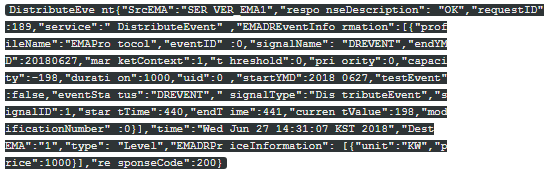 DistributeEve nt{"SrcEMA":"SER VER_EMA1","respo nseDescription": "OK","requestID"
:189,"service":" DistributeEvent" ,"EMADREventInfo rmation":[{"prof
ileName":"EMAPro tocol","eventID" :0,"signalName": "DREVENT","endYM
D":20180627,"mar ketContext":1,"t hreshold":0,"pri ority":0,"capaci
ty":-198,"durati on":1000,"uid":0 ,"startYMD":2018 0627,"testEvent"
:false,"eventSta tus":"DREVENT"," signalType":"Dis tributeEvent","s
ignalID":1,"star tTime":440,"endT ime":441,"curren tValue":198,"mod
ificationNumber" :0}],"time":"Wed Jun 27 14:31:07 KST 2018","Dest
EMA":"1","type": "Level","EMADRPr iceInformation": [{"unit":"KW","p
rice":1000}],"re sponseCode":200}